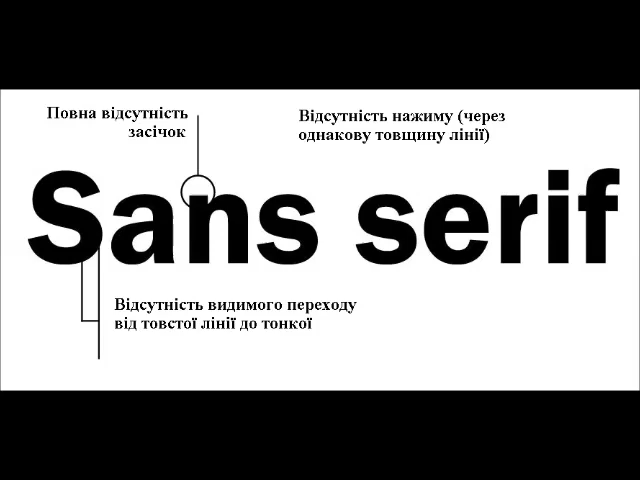 Повна відсутність
засічок
Відсутність нажиму (через
однакову товщину лінії)
Sans serif
Відсутність видимого переходу
від товстої лінії до тонкої